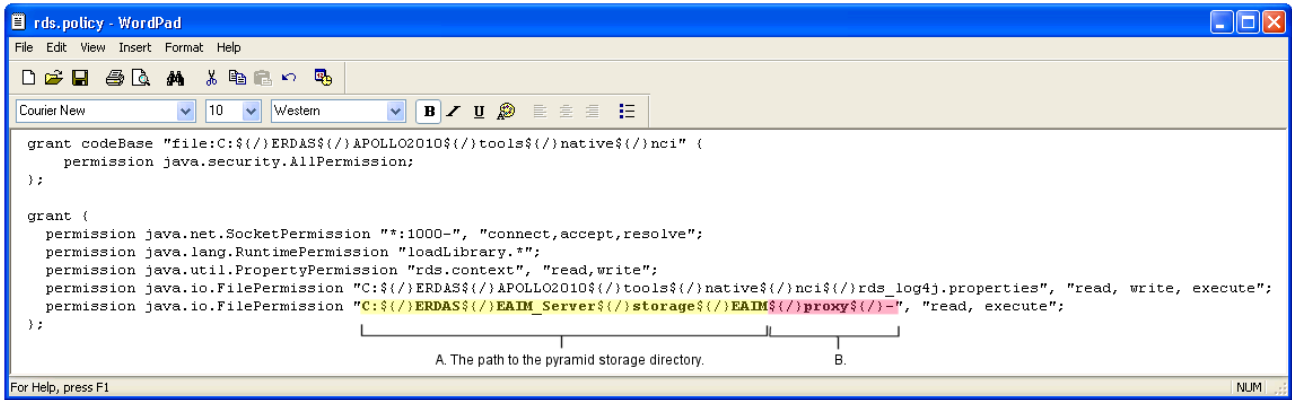 rds.policy - WordPad
File Edit View Insert Format Help
Courier New 10 Western B / U
grant codeBase "file:C:${/}ERDAS${/}APOLLO2010${/}tools${/}native${/}nci" {
permission java.security.AllPermission;
};
grant {
permission java.net.SocketPermission "*:1000-", "connect,accept,resolve";
permission java.lang.RuntimePermission "loadLibrary.*";
permission java.util.PropertyPermission "rds.context", "read,write";
permission java.io.FilePermission "C:${/}ERDAS${/}APOLLO2010${/}tools${/}native${/}nci${/}rds_log4j.properties", "read, write, execute";
permission java.io.FilePermission "C:${/}ERDAS${/}EAIM_Server${/}storage${/}EAIM${/}proxy${/}-", "read, execute";
};
A. The path to the pyramid storage directory. B.
For Help, press F1 NUM